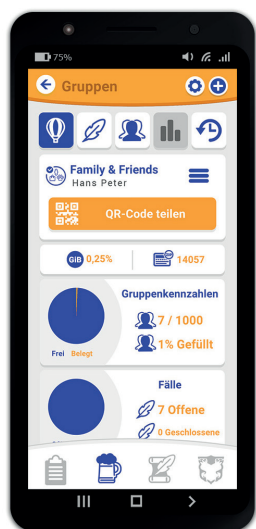 75%
Gruppen
Family & Friends
Hans Peter
QR-Code teilen
GiB 0,25%
14057
Gruppenkennzahlen
7 / 1000
1% Gefüllt
Frei Belegt
Fälle
7 Offene
0 Geschlossene